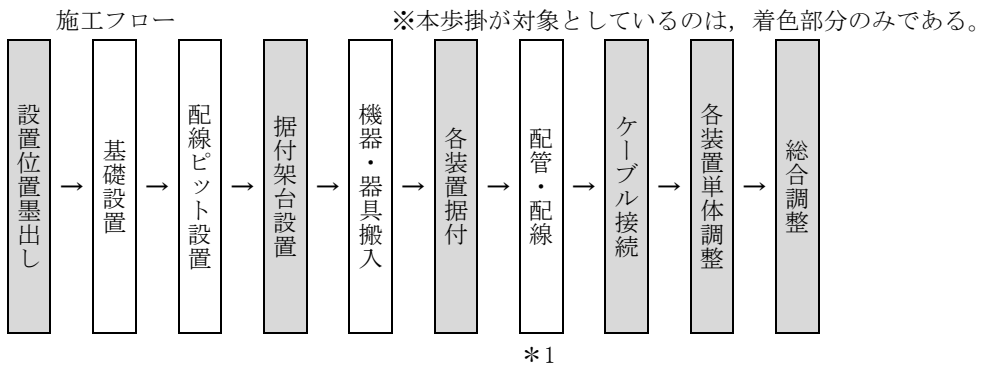 施工フロー
※本歩掛が対象としているのは，着色部分のみである。
設置位置墨出し
→
基礎設置
→
配線ピット設置
→
据付架台設置
→
機器・器具搬入
→
各装置据付
→
配管・配線
→
ケーブル接続
→
各装置単体調整
→
総合調整
＊1